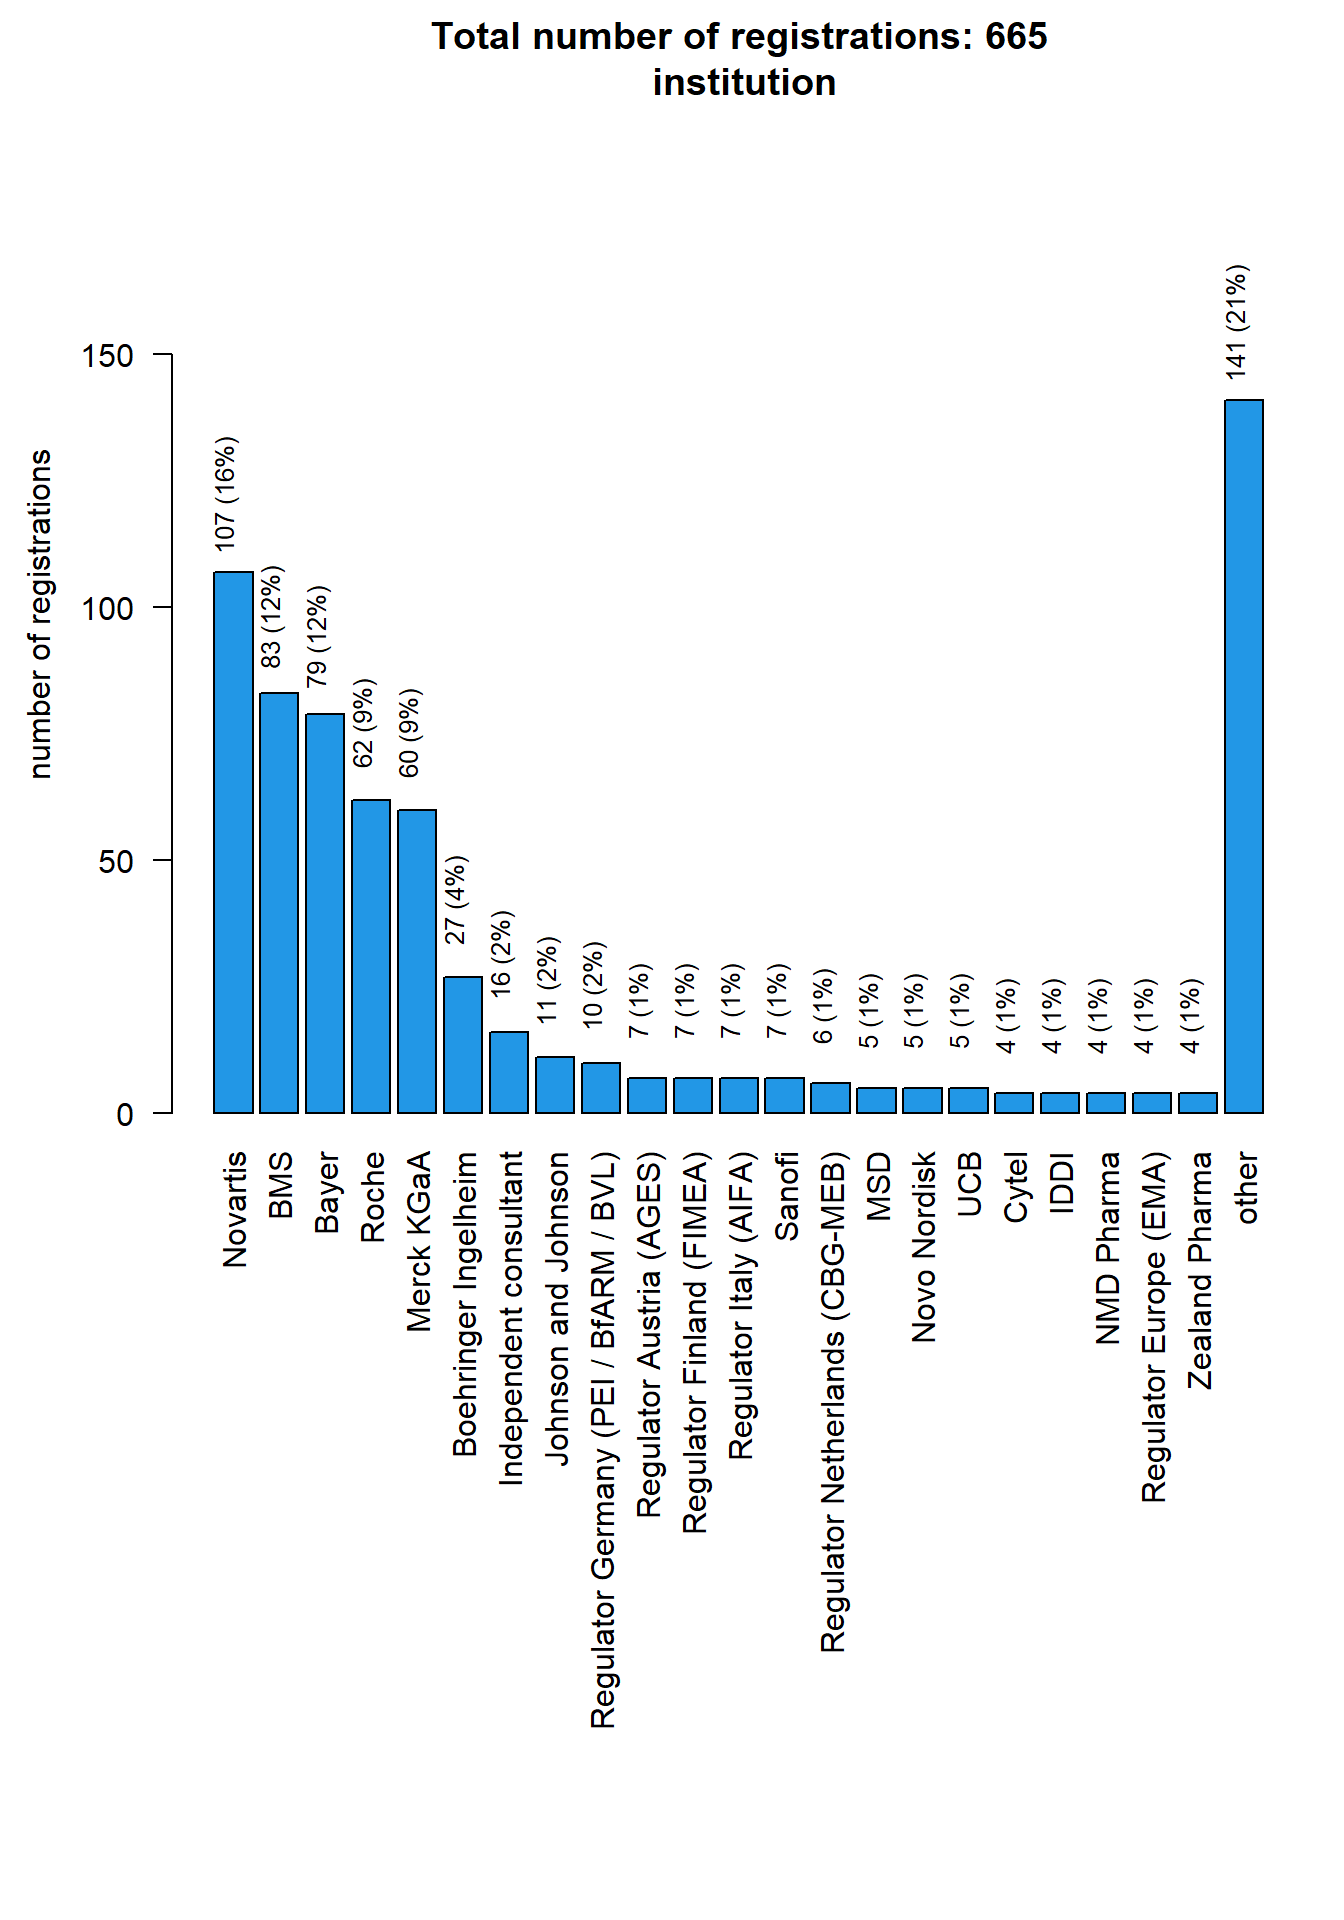 Total number of registrations: 665
institution
number of registrations
150
100
50
0
107 (16%)
83 (12%)
79 (12%)
62 (9%)
60 (9%)
27 (4%)
16 (2%)
11 (2%)
10 (2%)
7 (1%)
7 (1%)
7 (1%)
7 (1%)
6 (1%)
5 (1%)
5 (1%)
5 (1%)
4 (1%)
4 (1%)
4 (1%)
4 (1%)
4 (1%)
141 (21%)
Novartis
BMS
Bayer
Roche
Merck KGaA
Boehringer Ingelheim
Independent consultant
Johnson and Johnson
Regulator Germany (PEI / BfARM / BVL)
Regulator Austria (AGES)
Regulator Finland (FIMEA)
Regulator Italy (AIFA)
Sanofi
Regulator Netherlands (CBG-MEB)
MSD
Novo Nordisk
UCB
Cytel
IDDI
NMD Pharma
Regulator Europe (EMA)
Zealand Pharma
other